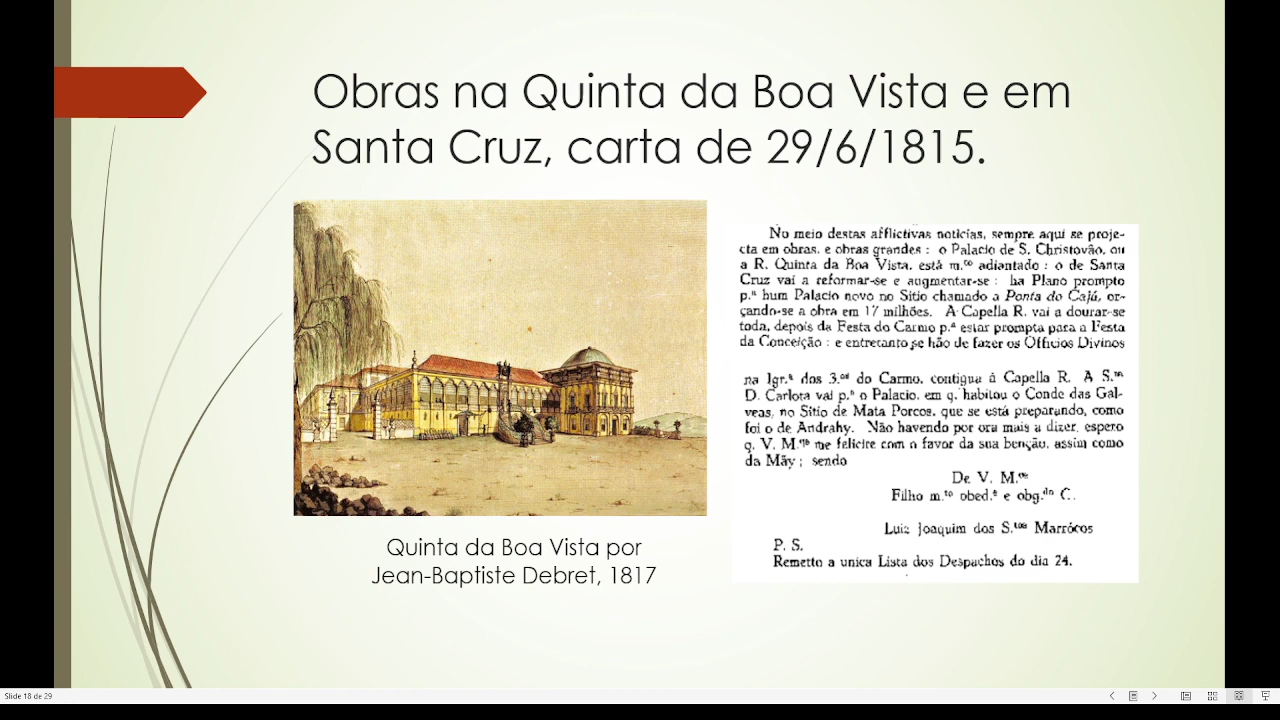 Obras na Quinta da Boa Vista e em
Santa Cruz, carta de 29/6/1815.
Quinta da Boa Vista por
Jean-Baptiste Debret, 1817
No meio destas afflictivas noticias, sempre aqui se proje-
cta em obras, e obras grandes : o Palacio de S. Christovão, ou
a R. Quinta da Boa Vista, está m.to adiantado : o de Santa
Cruz vai a reformar-se e augmentar-se : ha Plano prompto
p.a hum Palacio novo no Sitio chamado a Ponta do Cajú, or-
çando-se a obra em 17 milhões. A Capella R. vai a dourar-se
toda, depois da Festa do Carmo p.a estar prompta para a Festa
da Conceição : e entretanto se hão de fazer os Officios Divinos
na Igr.a dos 3.os do Carmo, contigua á Capella R. A S.ra
D. Carlota vai p.a o Palacio, em q. habitou o Conde das Gal-
veas, no Sitio de Mata Porcos, que se está preparando, como
foi o de Andrahy. Não havendo por ora mais a dizer, espero
q. V. M.ce me felicite com o favor da sua benção, assim como
da Mãy ; sendo
De V. M.ce
Filho m.to obed.e e obg.do C.
Luiz Joaquim dos S.tos Marrócos
P. S.
Remetto a unica Lista dos Despachos do dia 24.
Slide 18 de 29